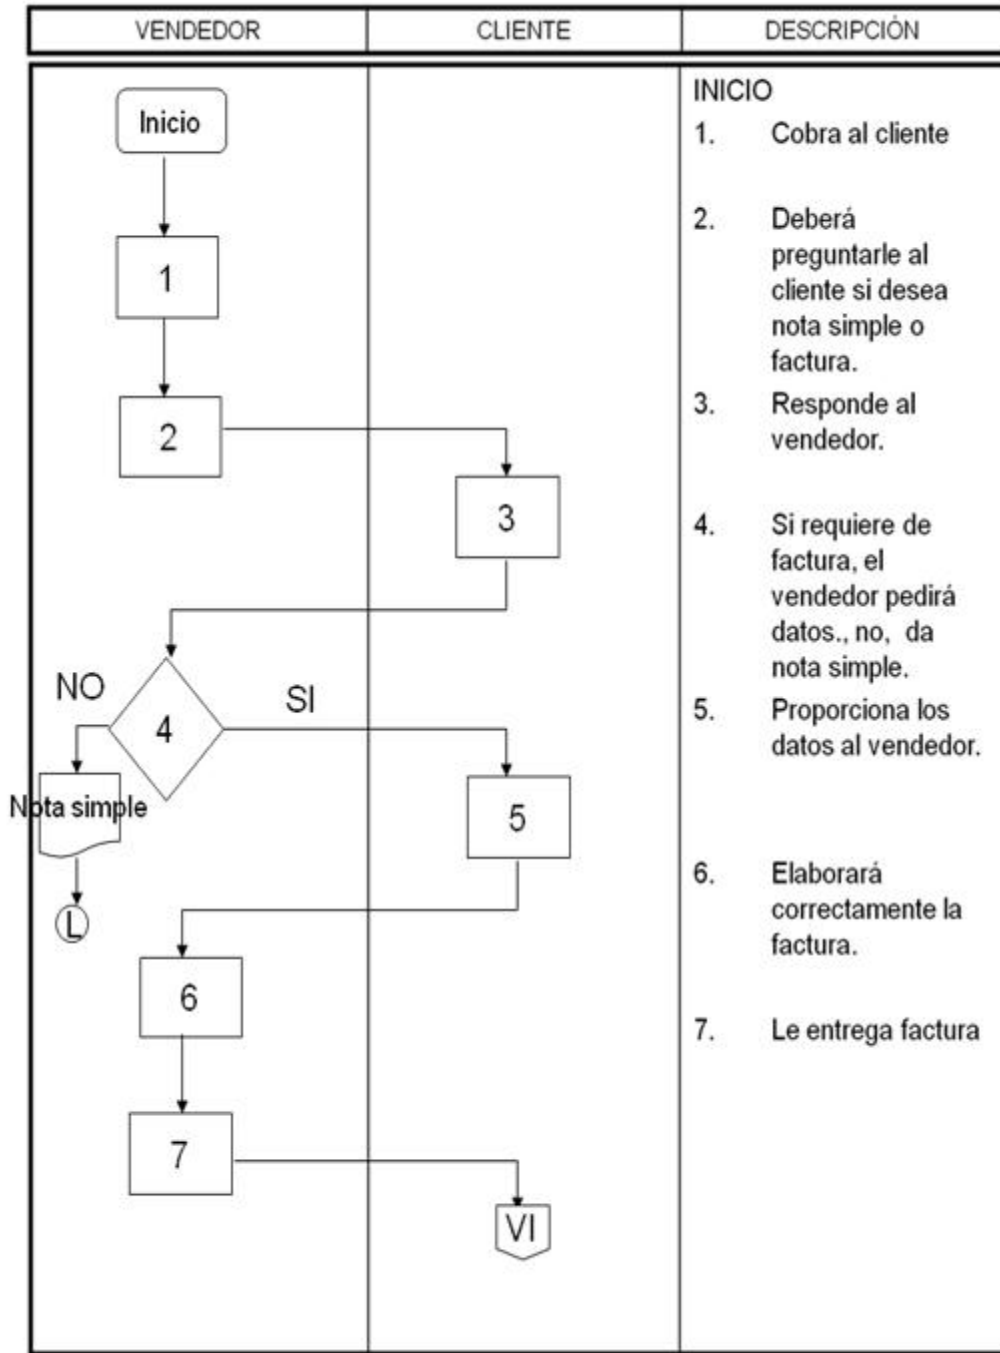 VENDEDOR
CLIENTE
DESCRIPCIÓN
Inicio
1
2
3
NO
4
SI
Nota simple
5
L
6
7
VI
INICIO
1. Cobra al cliente
2. Deberá
preguntarle al
cliente si desea
nota simple o
factura.
3. Responde al
vendedor.
4. Si requiere de
factura, el
vendedor pedirá
datos., no, da
nota simple.
5. Proporciona los
datos al vendedor.
6. Elaborará
correctamente la
factura.
7. Le entrega factura